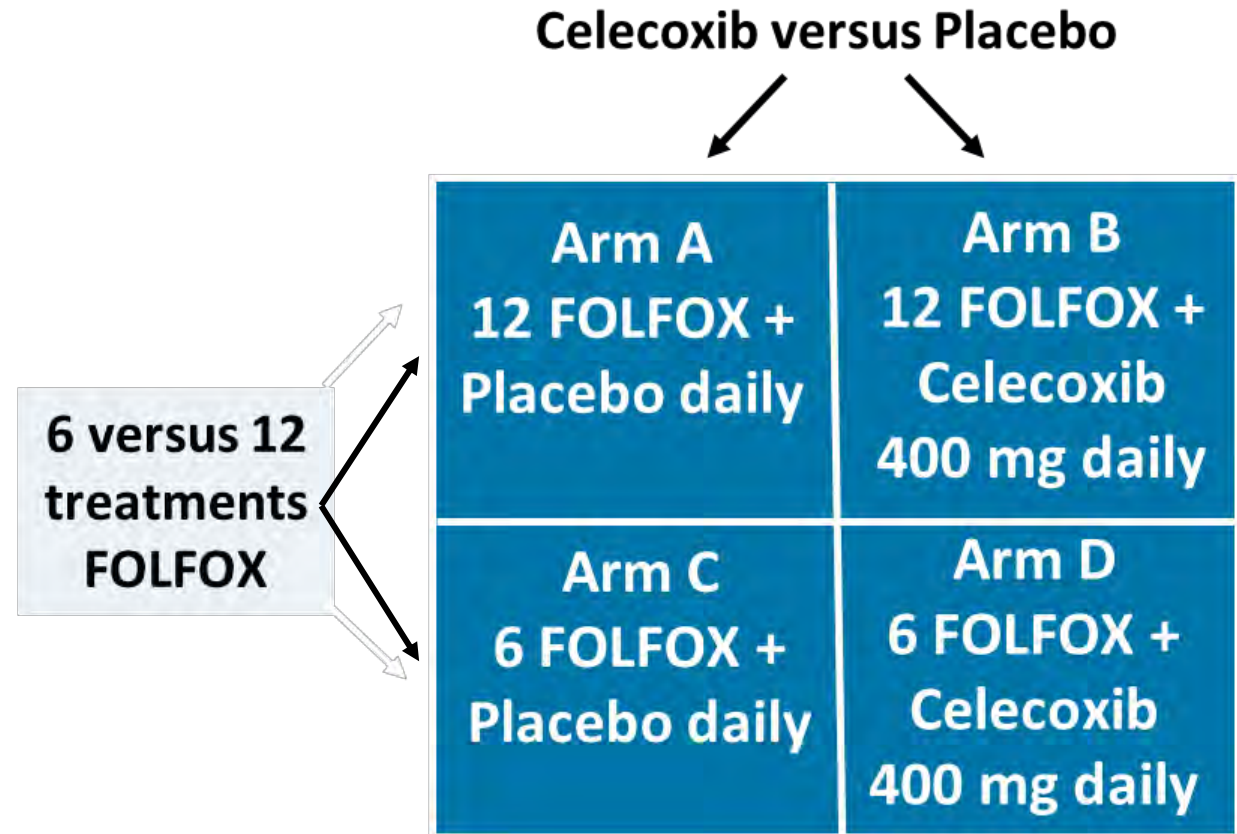 Celecoxib versus Placebo
Arm A
12 FOLFOX +
Placebo daily
Arm B
12 FOLFOX +
Celecoxib
400 mg daily
6 versus 12
treatments
FOLFOX
Arm C
6 FOLFOX +
Placebo daily
Arm D
6 FOLFOX +
Celecoxib
400 mg daily